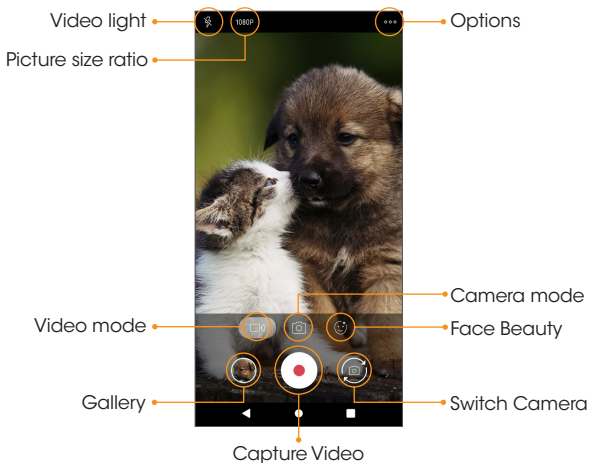 Video light
Options
1080P
Picture size ratio
Camera mode
Video mode
Face Beauty
Gallery
Switch Camera
Capture Video